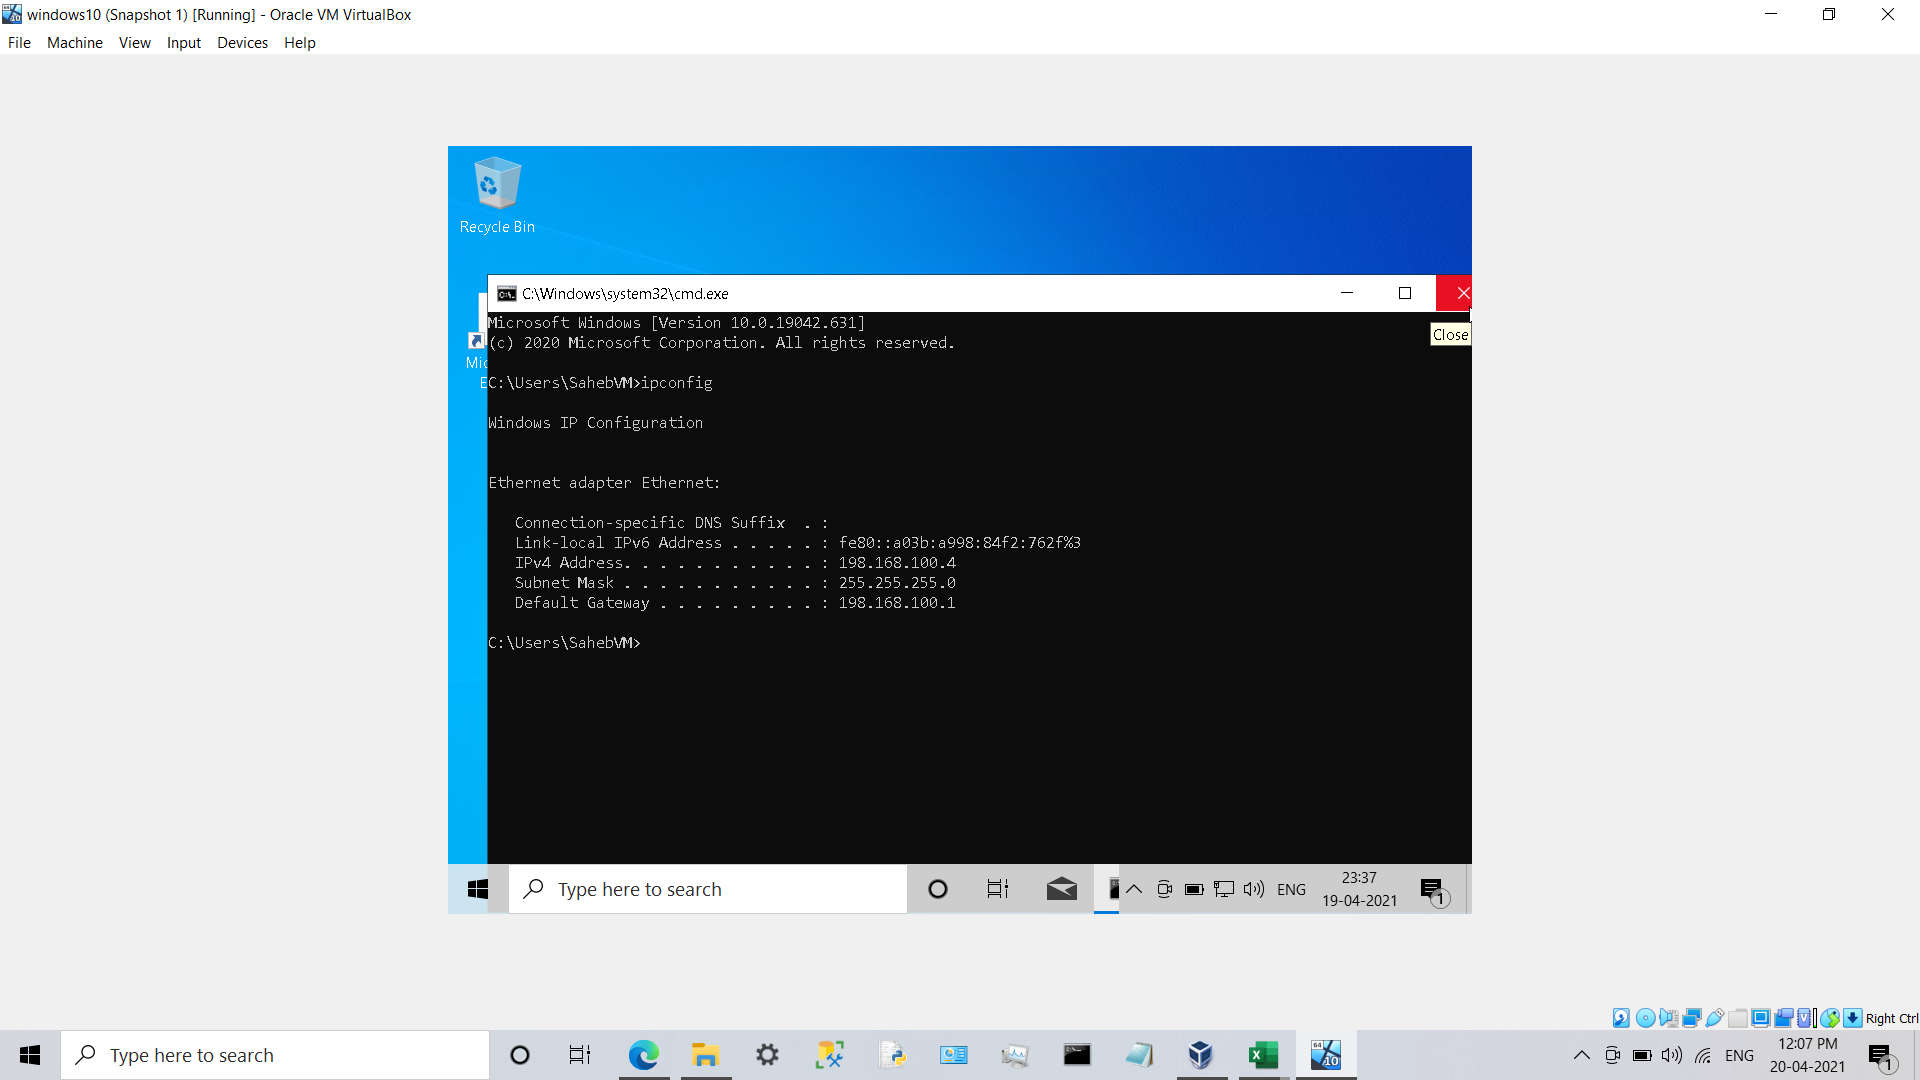 windows10 (Snapshot 1) [Running] - Oracle VM VirtualBox
File Machine View Input Devices Help
Recycle Bin
C:\Windows\system32\cmd.exe
Close
Microsoft Windows [Version 10.0.19042.631]
(c) 2020 Microsoft Corporation. All rights reserved.
Mic
E
C:\Users\SahebVM>ipconfig
Windows IP Configuration
Ethernet adapter Ethernet:
Connection-specific DNS Suffix . :
Link-local IPv6 Address . . . . . : fe80::a03b:a998:84f2:762f%3
IPv4 Address. . . . . . . . . . . : 198.168.100.4
Subnet Mask . . . . . . . . . . . : 255.255.255.0
Default Gateway . . . . . . . . . : 198.168.100.1
C:\Users\SahebVM>
Type here to search
ENG
23:37
19-04-2021
1
Right Ctrl
Type here to search
64
10
ENG
12:07 PM
20-04-2021
1